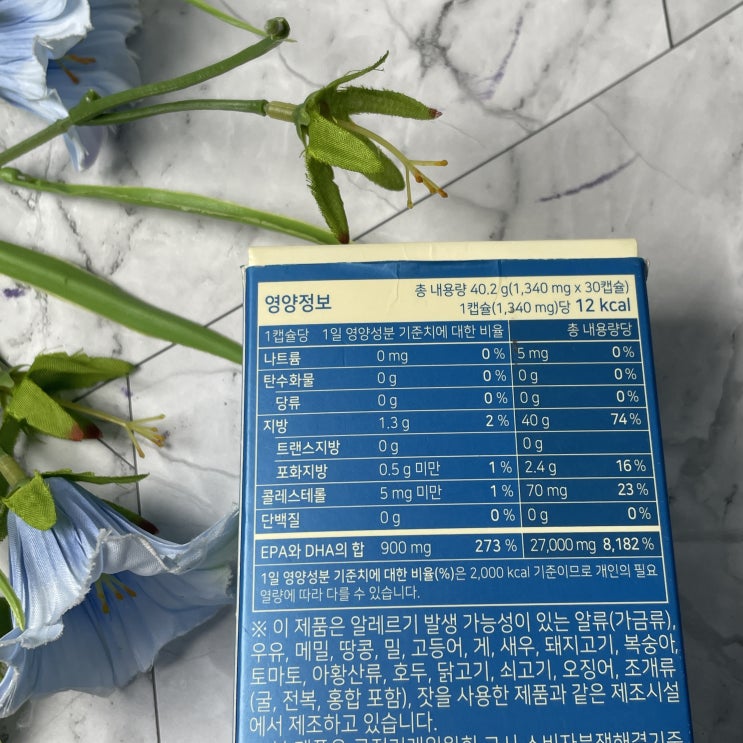 영양정보
총 내용량 40.2 g(1,340 mg x 30캡슐)
1캡슐(1,340 mg)당 12 kcal
1캡슐당 1일 영양성분 기준치에 대한 비율 총 내용량당
나트륨 0 mg 0 % 5 mg 0 %
탄수화물 0 g 0 % 0 g 0 %
당류 0 g 0 % 0 g 0 %
지방 1.3 g 2 % 40 g 74 %
트랜스지방 0 g 0 g
포화지방 0.5 g 미만 1 % 2.4 g 16 %
콜레스테롤 5 mg 미만 1 % 70 mg 23 %
단백질 0 g 0 % 0 g 0 %
EPA와 DHA의 합 900 mg 273 % 27,000 mg 8,182 %
1일 영양성분 기준치에 대한 비율(%)은 2,000 kcal 기준이므로 개인의 필요
열량에 따라 다를 수 있습니다.
※ 이 제품은 알레르기 발생 가능성이 있는 알류(가금류),
우유, 메밀, 땅콩, 밀, 고등어, 게, 새우, 돼지고기, 복숭아,
토마토, 아황산류, 호두, 닭고기, 쇠고기, 오징어, 조개류
(굴, 전복, 홍합 포함), 잣을 사용한 제품과 같은 제조시설
에서 제조하고 있습니다.